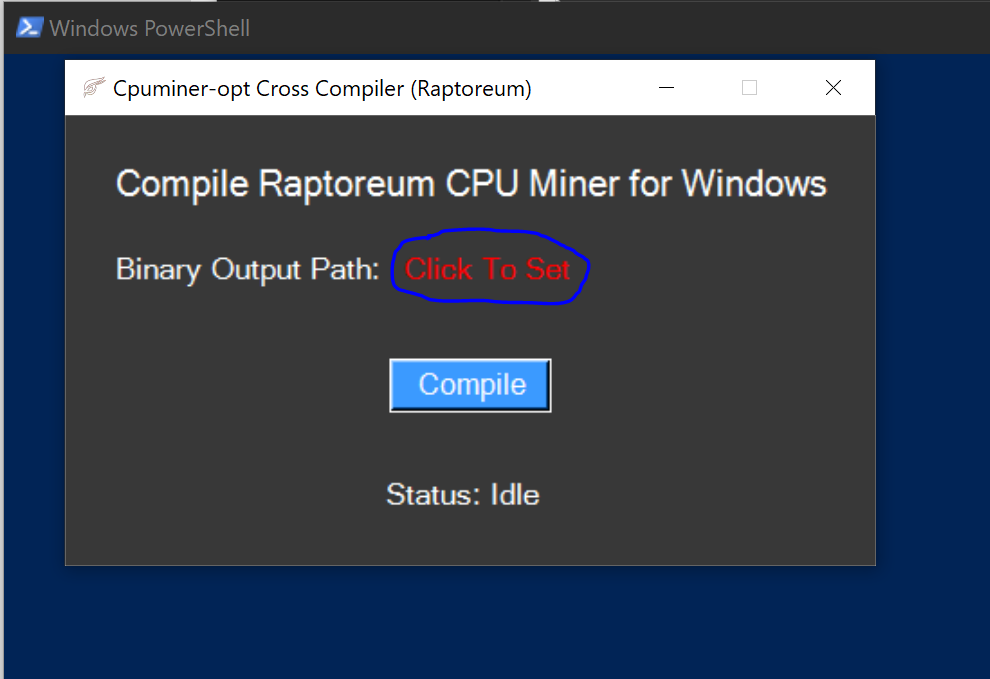 Windows PowerShell
Cpuminer-opt Cross Compiler (Raptoreum)
Compile Raptoreum CPU Miner for Windows
Binary Output Path: Click To Set
Compile
Status: Idle